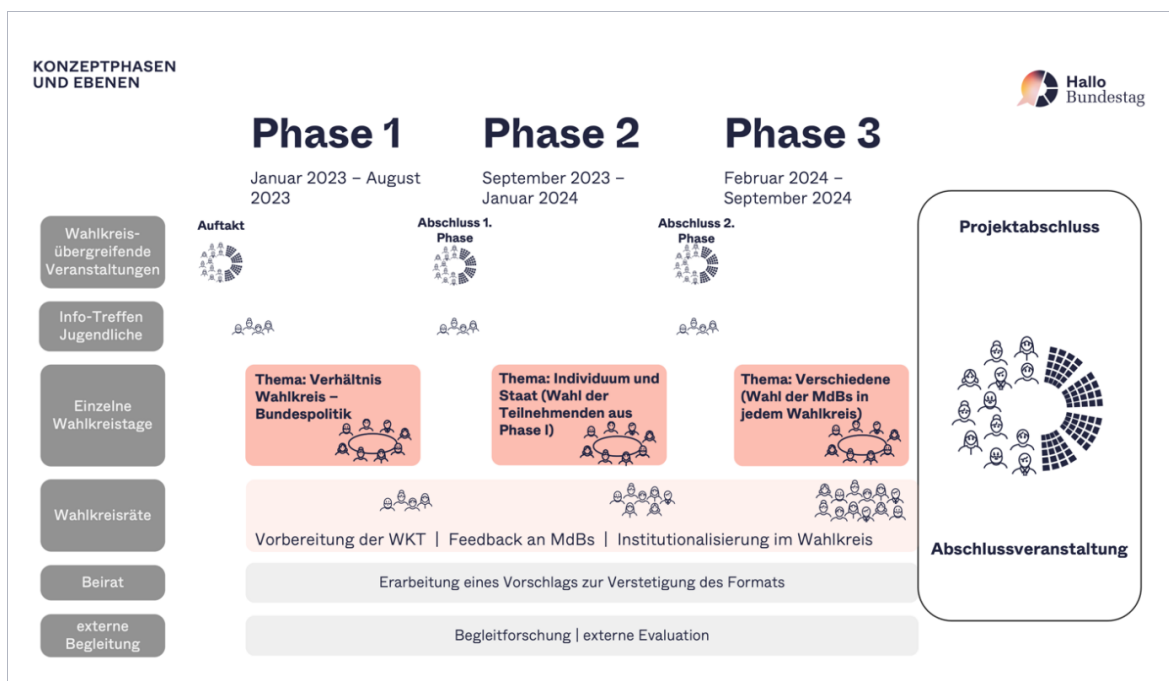 KONZEPTPHASEN
UND EBENEN
Hallo
Bundestag
Phase 1
Phase 2
Phase 3
Januar 2023 – August
2023
September 2023 –
Januar 2024
Februar 2024 –
September 2024
Wahlkreis-
übergreifende
Veranstaltungen
Auftakt
Abschluss 1.
Phase
Abschluss 2.
Phase
Projektabschluss
Info-Treffen
Jugendliche
Einzelne
Wahlkreistage
Thema: Verhältnis
Wahlkreis –
Bundespolitik
Thema: Individuum und
Staat (Wahl der
Teilnehmenden aus
Phase I)
Thema: Verschiedene
(Wahl der MdBs in
jedem Wahlkreis)
Wahlkreisräte
Vorbereitung der WKT | Feedback an MdBs | Institutionalisierung im Wahlkreis
Abschlussveranstaltung
Beirat
Erarbeitung eines Vorschlags zur Verstetigung des Formats
externe
Begleitung
Begleitforschung | externe Evaluation